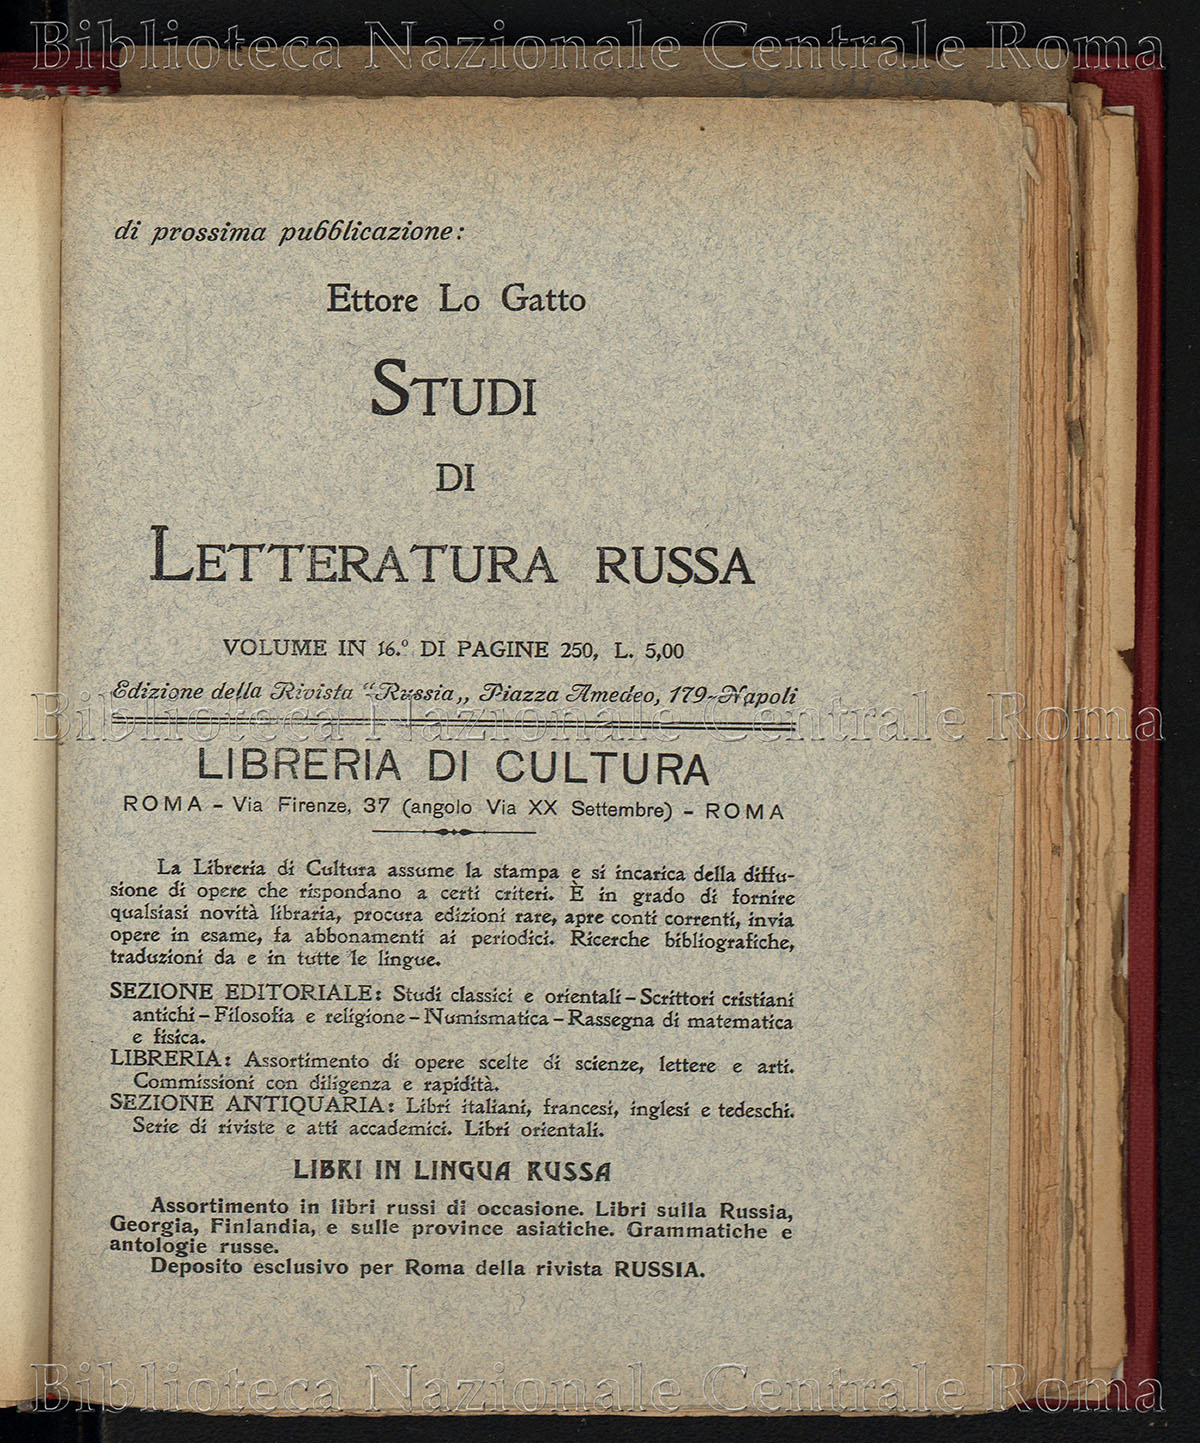 Biblioteca Nazionale Centrale Roma
di prossima pubblicazione:
Ettore Lo Gatto
STUDI
DI
LETTERATURA RUSSA
VOLUME IN 16.º DI PAGINE 250, L. 5,00
Edizione della Rivista “Russia„ Piazza Amedeo, 179-Napoli
Biblioteca Nazionale Centrale Roma
LIBRERIA DI CULTURA
ROMA - Via Firenze, 37 (angolo Via XX Settembre) - ROMA
La Libreria di Cultura assume la stampa e si incarica della diffu-
sione di opere che rispondano a certi criteri. È in grado di fornire
qualsiasi novità libraria, procura edizioni rare, apre conti correnti, invia
opere in esame, fa abbonamenti ai periodici. Ricerche bibliografiche,
traduzioni da e in tutte le lingue.
SEZIONE EDITORIALE: Studi classici e orientali - Scrittori cristiani
antichi - Filosofia e religione - Numismatica - Rassegna di matematica
e fisica.
LIBRERIA: Assortimento di opere scelte di scienze, lettere e arti.
Commissioni con diligenza e rapidità.
SEZIONE ANTIQUARIA: Libri italiani, francesi, inglesi e tedeschi.
Serie di riviste e atti accademici. Libri orientali.
LIBRI IN LINGUA RUSSA
Assortimento in libri russi di occasione. Libri sulla Russia,
Georgia, Finlandia, e sulle province asiatiche. Grammatiche e
antologie russe.
Deposito esclusivo per Roma della rivista RUSSIA.
Biblioteca Nazionale Centrale Roma